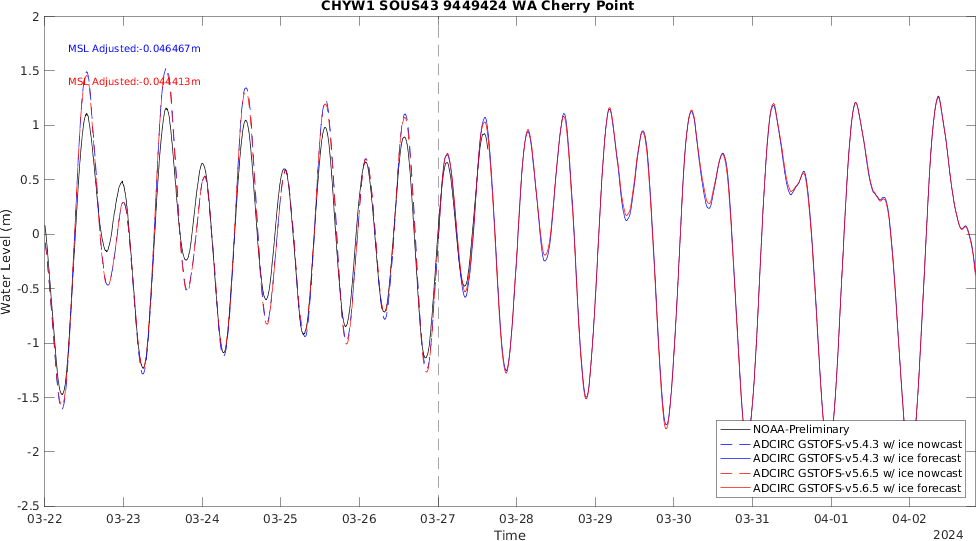 CHYW1 SOUS43 9449424 WA Cherry Point
MSL Adjusted:-0.046467m
MSL Adjusted:-0.044413m
Water Level (m)
2
1.5
1
0.5
0
-0.5
-1
-1.5
-2
-2.5
NOAA-Preliminary
ADCIRC GSTOFS-v5.4.3 w/ ice nowcast
ADCIRC GSTOFS-v5.4.3 w/ ice forecast
ADCIRC GSTOFS-v5.6.5 w/ ice nowcast
ADCIRC GSTOFS-v5.6.5 w/ ice forecast
03-22 03-23 03-24 03-25 03-26 03-27 03-28 03-29 03-30 03-31 04-01 04-02
Time
2024